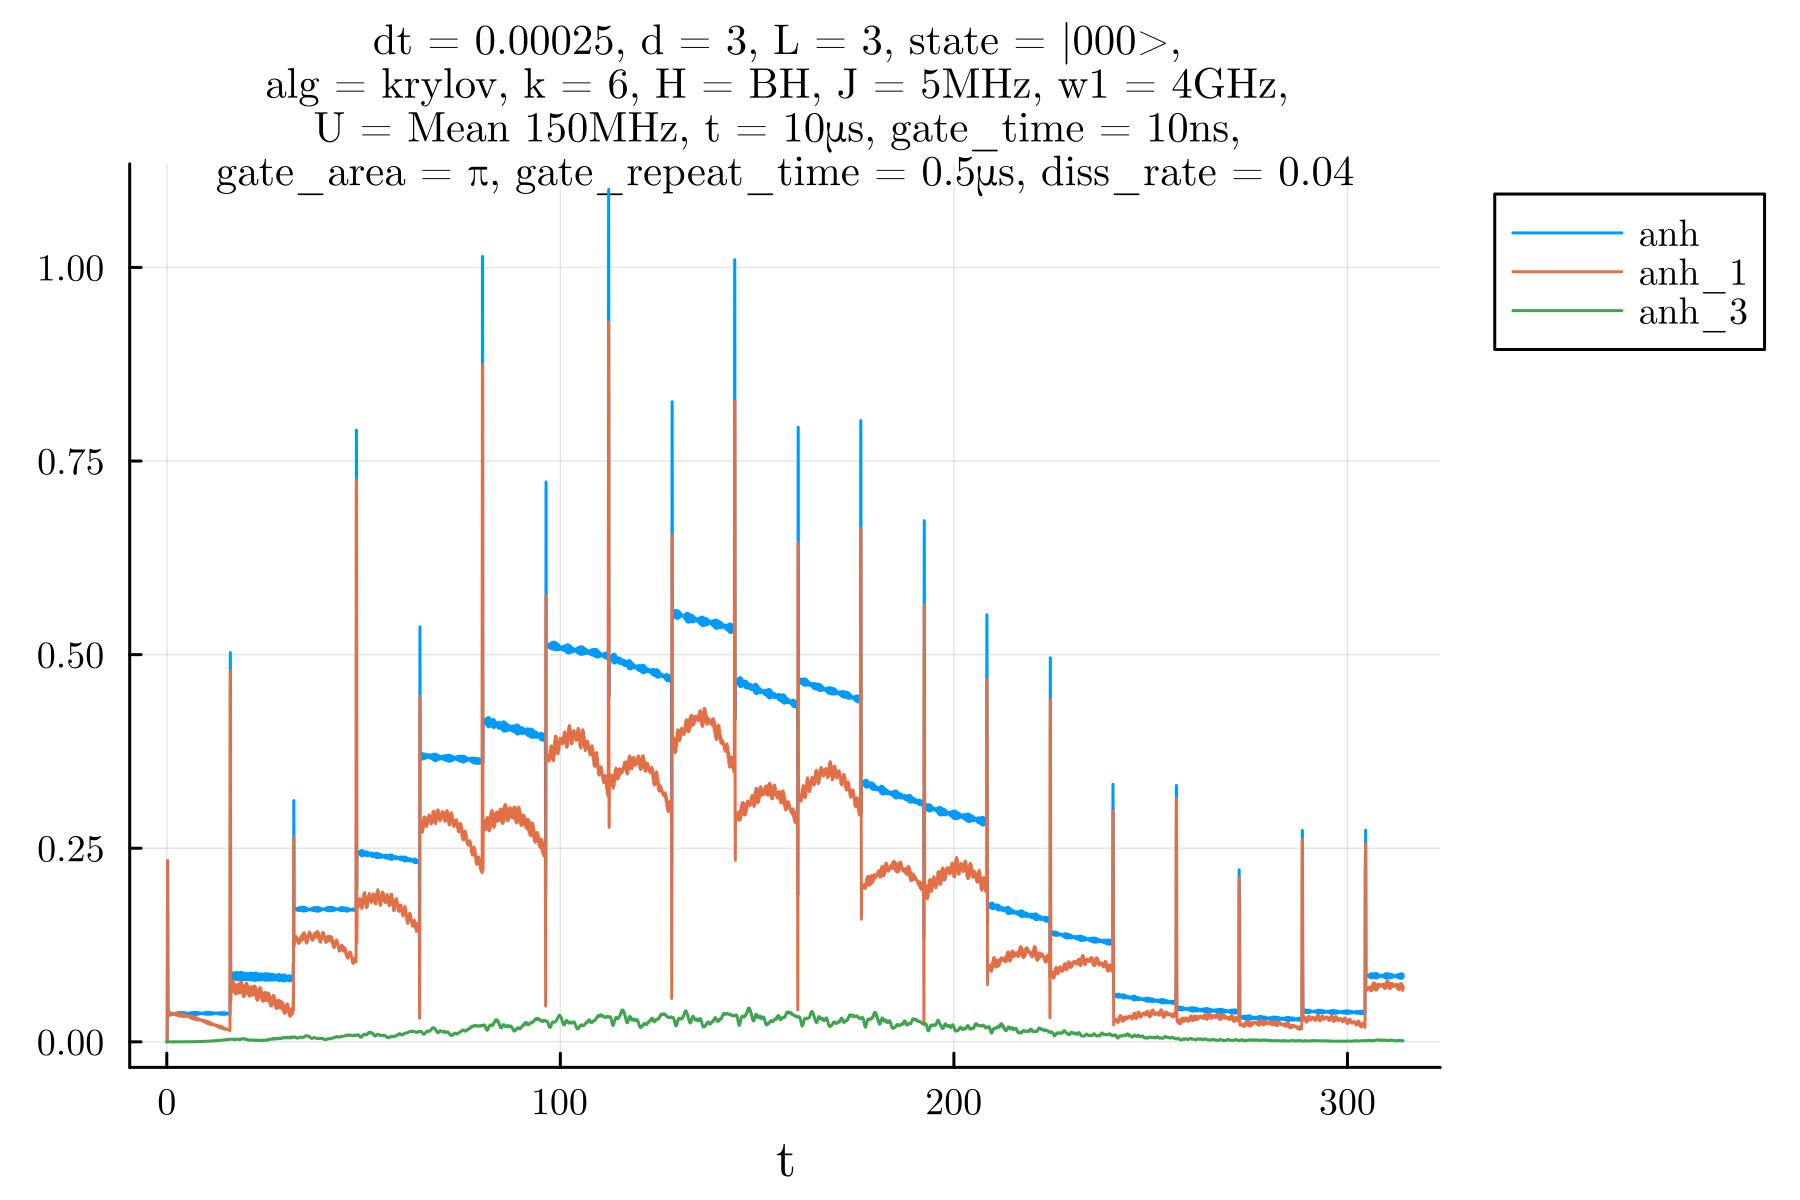 dt = 0.00025, d = 3, L = 3, state = |000>,
alg = krylov, k = 6, H = BH, J = 5MHz, w1 = 4GHz,
U = Mean 150MHz, t = 10μs, gate_time = 10ns,
gate_area = π, gate_repeat_time = 0.5μs, diss_rate = 0.04
anh
anh_1
anh_3
1.00
0.75
0.50
0.25
0.00
0
100
200
300
t